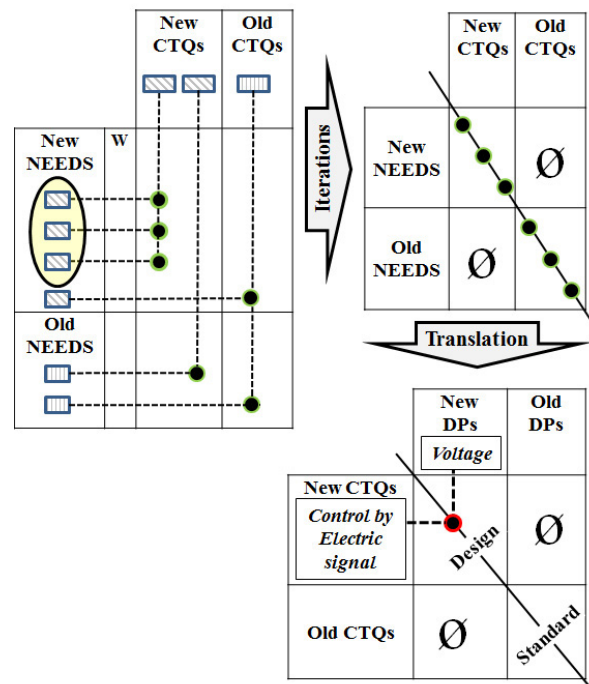 New
CTQs
Old
CTQs
New
NEEDS
W
Old
NEEDS
Iterations
New
CTQs
Old
CTQs
New
NEEDS
Ø
Old
NEEDS
Ø
Translation
New
DPs
Old
DPs
Voltage
New CTQs
Control by
Electric
signal
Design
Ø
Old CTQs
Ø
Standard